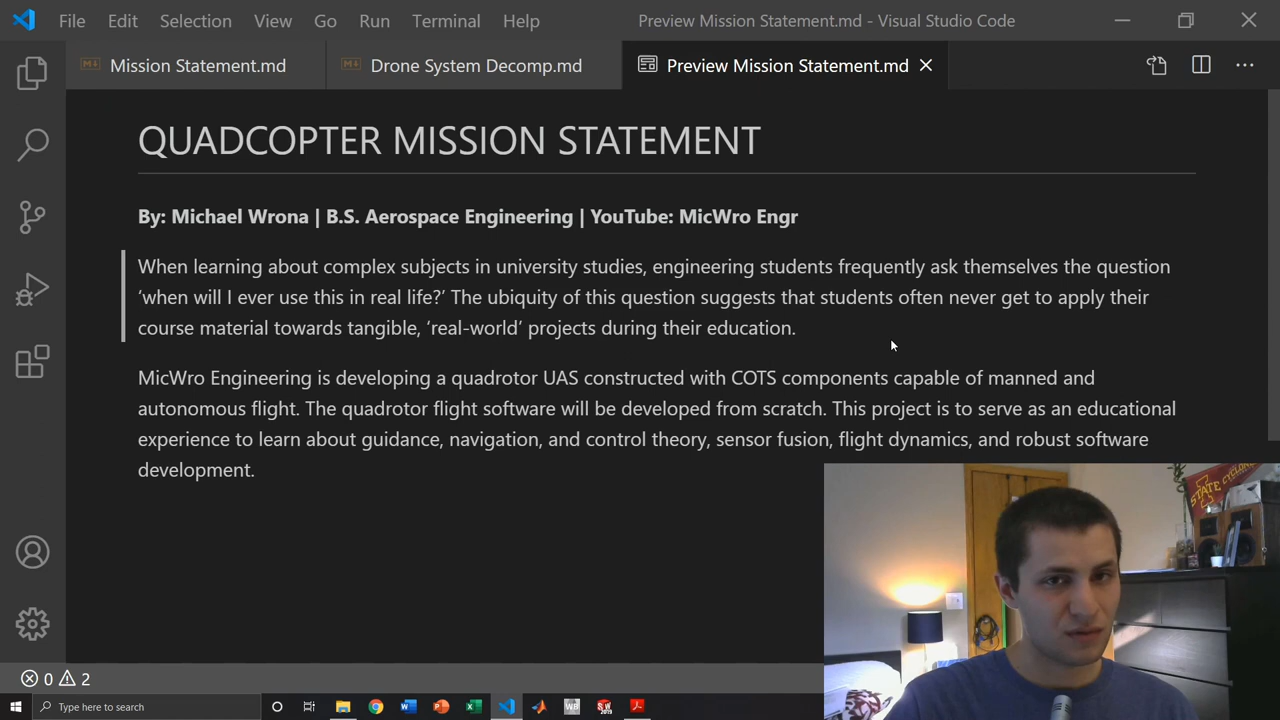 File Edit Selection View Go Run Terminal Help Preview Mission Statement.md - Visual Studio Code
Mission Statement.md Drone System Decomp.md Preview Mission Statement.md
QUADCOPTER MISSION STATEMENT
By: Michael Wrona | B.S. Aerospace Engineering | YouTube: MicWro Engr
When learning about complex subjects in university studies, engineering students frequently ask themselves the question
‘when will I ever use this in real life?’ The ubiquity of this question suggests that students often never get to apply their
course material towards tangible, ‘real-world’ projects during their education.
MicWro Engineering is developing a quadrotor UAS constructed with COTS components capable of manned and
autonomous flight. The quadrotor flight software will be developed from scratch. This project is to serve as an educational
experience to learn about guidance, navigation, and control theory, sensor fusion, flight dynamics, and robust software
development.
STATE CYCLON
0 2
Type here to search